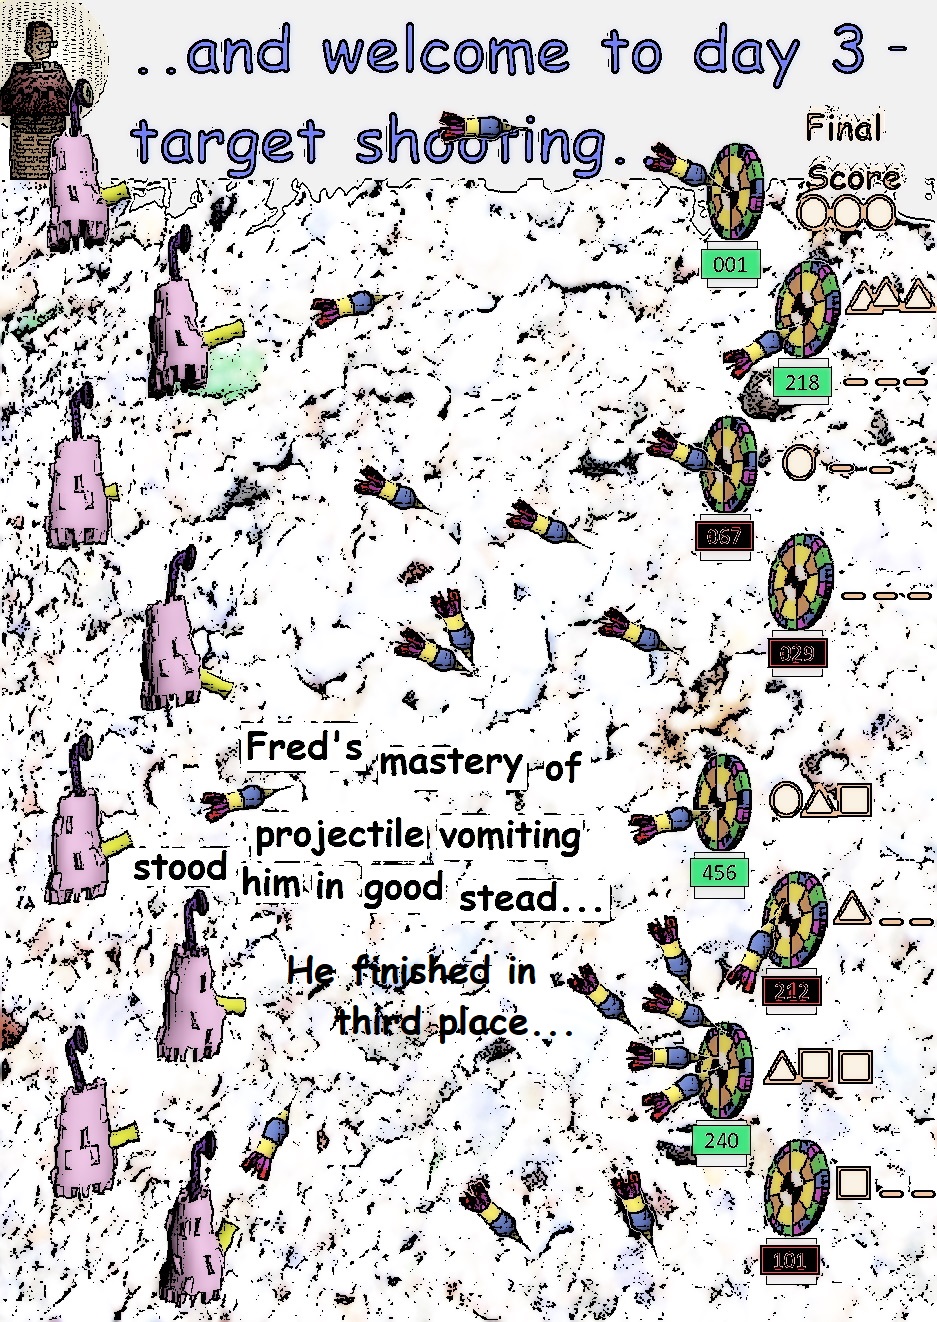 ..and welcome to day 3 -
target shooting.
Final
Score
001
218
067
029
Fred's mastery of
projectile vomiting
stood him in good stead...
456
He finished in
third place...
212
240
101